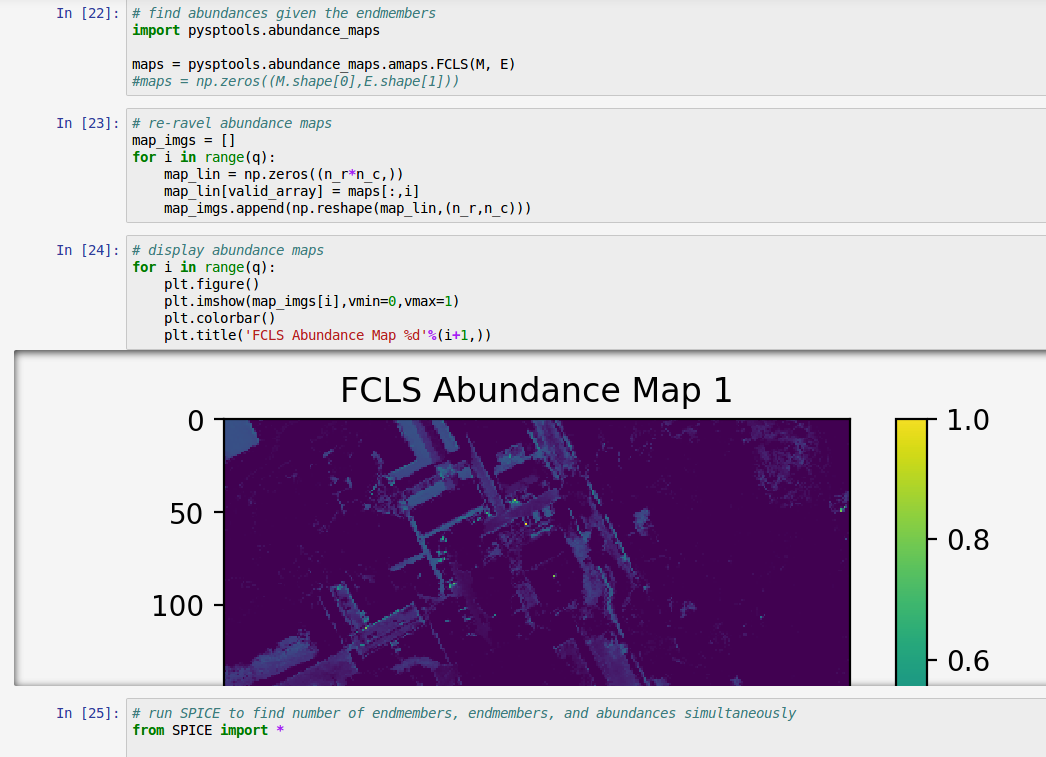 In [22]: # find abundances given the endmembers
import pysptools.abundance_maps
maps = pysptools.abundance_maps.amaps.FCLS(M, E)
#maps = np.zeros((M.shape[0],E.shape[1]))
In [23]: # re-ravel abundance maps
map_imgs = []
for i in range(q):
    map_lin = np.zeros((n_r*n_c,))
    map_lin[valid_array] = maps[:,i]
    map_imgs.append(np.reshape(map_lin,(n_r,n_c)))
In [24]: # display abundance maps
for i in range(q):
    plt.figure()
    plt.imshow(map_imgs[i],vmin=0,vmax=1)
    plt.colorbar()
    plt.title('FCLS Abundance Map %d'%(i+1,))
FCLS Abundance Map 1
0
50
100
1.0
0.8
0.6
In [25]: # run SPICE to find number of endmembers, endmembers, and abundances simultaneously
from SPICE import *